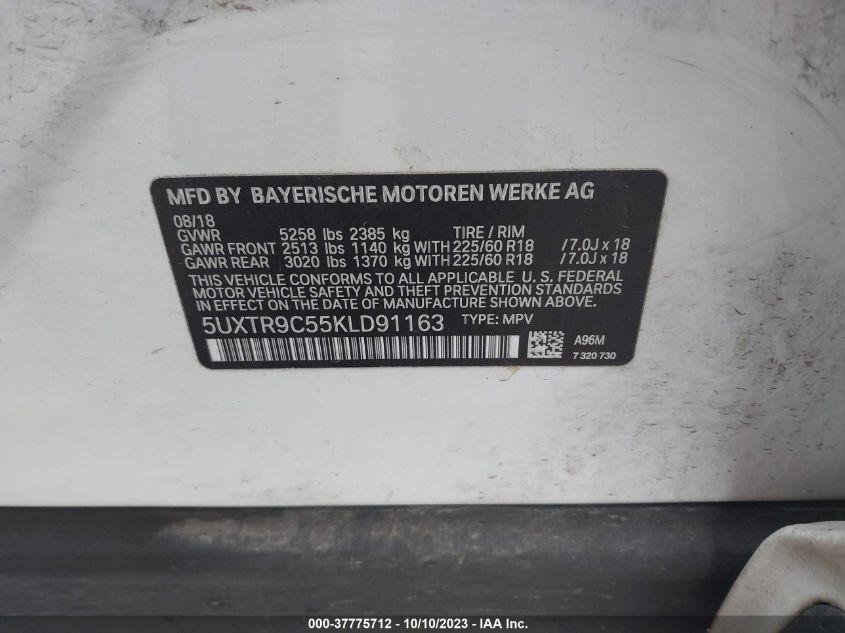 MFD BY BAYERISCHE MOTOREN WERKE AG
08/18
GVWR 5258 lbs 2385 kg TIRE / RIM
GAWR FRONT 2513 lbs 1140 kg WITH 225/60 R18 /7.0J x 18
GAWR REAR 3020 lbs 1370 kg WITH 225/60 R18 /7.0J x 18
THIS VEHICLE CONFORMS TO ALL APPLICABLE U.S. FEDERAL
MOTOR VEHICLE SAFETY AND THEFT PREVENTION STANDARDS
IN EFFECT ON THE DATE OF MANUFACTURE SHOWN ABOVE.
5UXTR9C55KLD91163 TYPE: MPV
A96M
7 320 730
000-37775712 - 10/10/2023 - © IAA Inc.